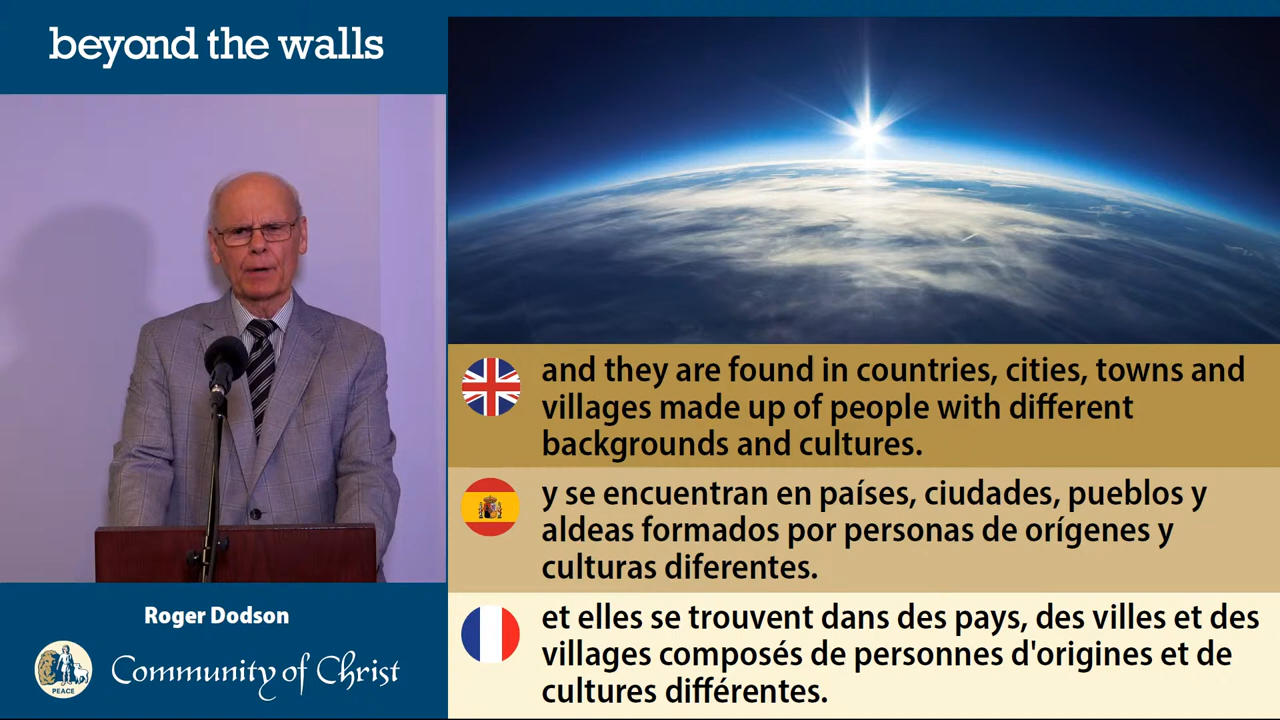 beyond the walls
and they are found in countries, cities, towns and
villages made up of people with different
backgrounds and cultures.
y se encuentran en países, ciudades, pueblos y
aldeas formados por personas de orígenes y
culturas diferentes.
et elles se trouvent dans des pays, des villes et des
villages composés de personnes d'origines et de
cultures différentes.
Roger Dodson
PEACE
Community of Christ